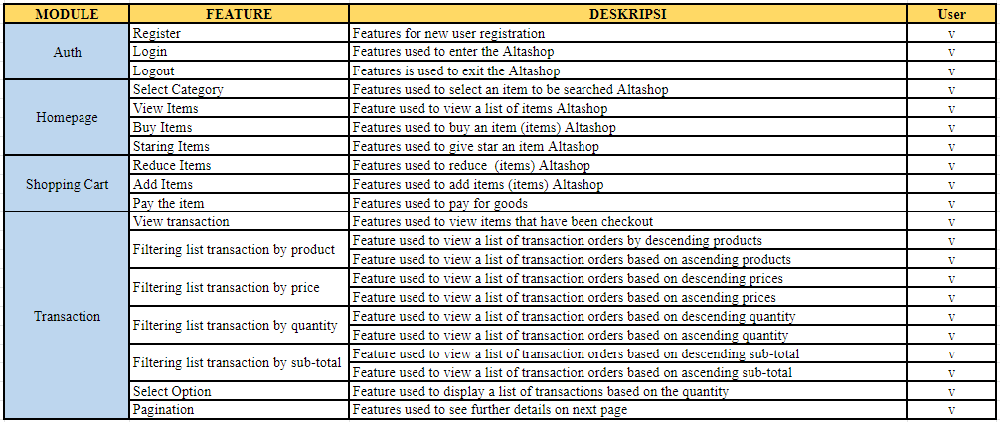 MODULE FEATURE DESKRIPSI User
Auth
Register Features for new user registration v
Login Features used to enter the Altashop v
Logout Features is used to exit the Altashop v
Homepage
Select Category Features used to select an item to be searched Altashop v
View Items Feature used to view a list of items Altashop v
Buy Items Features used to buy an item (items) Altashop v
Staring Items Features used to give star an item Altashop v
Shopping Cart
Reduce Items Features used to reduce (items) Altashop v
Add Items Features used to add items (items) Altashop v
Pay the item Features used to pay for goods v
Transaction
View transaction Features used to view items that have been checkout v
Filtering list transaction by product
Feature used to view a list of transaction orders by descending products v
Feature used to view a list of transaction orders based on ascending products v
Filtering list transaction by price
Feature used to view a list of transaction orders based on descending prices v
Feature used to view a list of transaction orders based on ascending prices v
Filtering list transaction by quantity
Feature used to view a list of transaction orders based on descending quantity v
Feature used to view a list of transaction orders based on ascending quantity v
Filtering list transaction by sub-total
Feature used to view a list of transaction orders based on descending sub-total v
Feature used to view a list of transaction orders based on ascending sub-total v
Select Option Feature used to display a list of transactions based on the quantity v
Pagination Features used to see further details on next page v